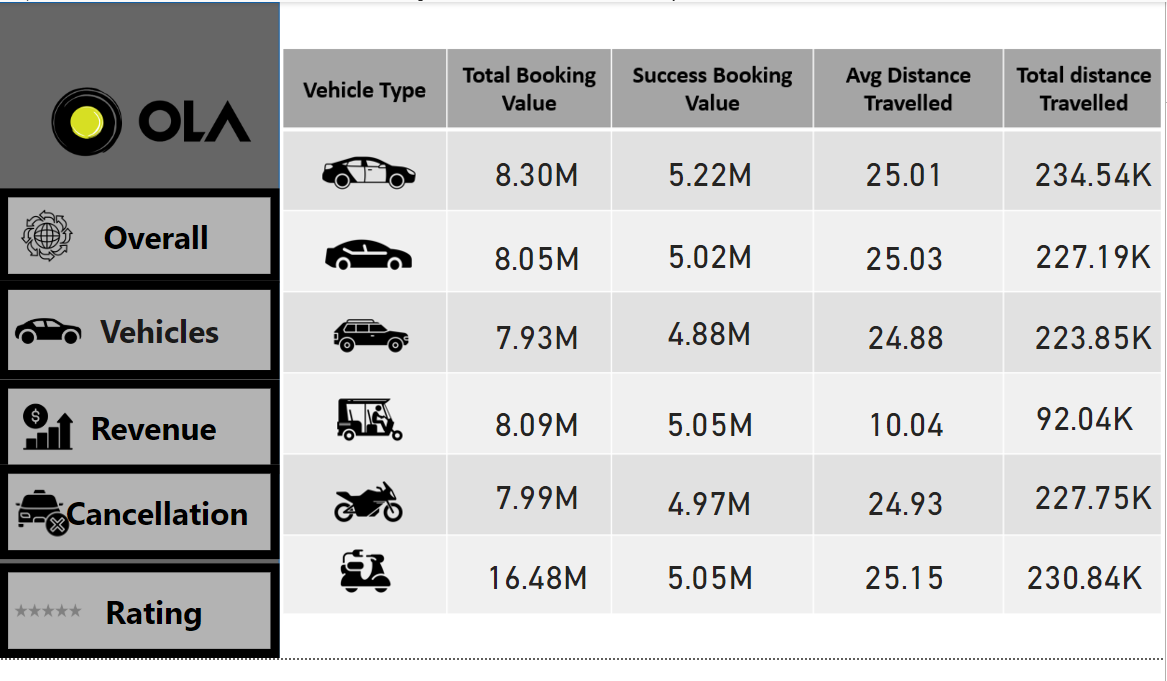 OLA
Overall
Vehicles
Revenue
Cancellation
Rating
Vehicle Type
Total Booking
Value
Success Booking
Value
Avg Distance
Travelled
Total distance
Travelled
8.30M 5.22M 25.01 234.54K
8.05M 5.02M 25.03 227.19K
7.93M 4.88M 24.88 223.85K
8.09M 5.05M 10.04 92.04K
7.99M 4.97M 24.93 227.75K
16.48M 5.05M 25.15 230.84K